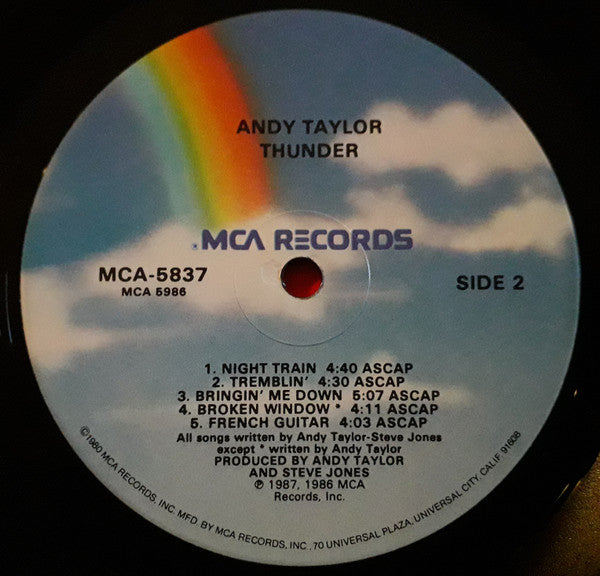 ANDY TAYLOR
THUNDER
.MCA RECORDS
MCA-5837
MCA 5986
SIDE 2
1. NIGHT TRAIN 4:40 ASCAP
2. TREMBLIN' 4:30 ASCAP
3. BRINGIN' ME DOWN 5:07 ASCAP
4. BROKEN WINDOW * 4:11 ASCAP
5. FRENCH GUITAR 4:03 ASCAP
All songs written by Andy Taylor-Steve Jones
except * written by Andy Taylor
PRODUCED BY ANDY TAYLOR
AND STEVE JONES
℗ 1987, 1986 MCA
Records, Inc.
©1980 MCA RECORDS, INC. MFD. BY MCA RECORDS, INC., 70 UNIVERSAL PLAZA, UNIVERSAL CITY, CALIF. 91608